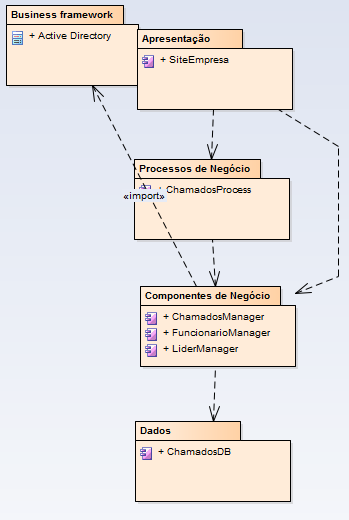 Business framework
+ Active Directory
Apresentação
+ SiteEmpresa
Processos de Negócio
+ ChamadosProcess
«import»
Componentes de Negócio
+ ChamadosManager
+ FuncionarioManager
+ LiderManager
Dados
+ ChamadosDB